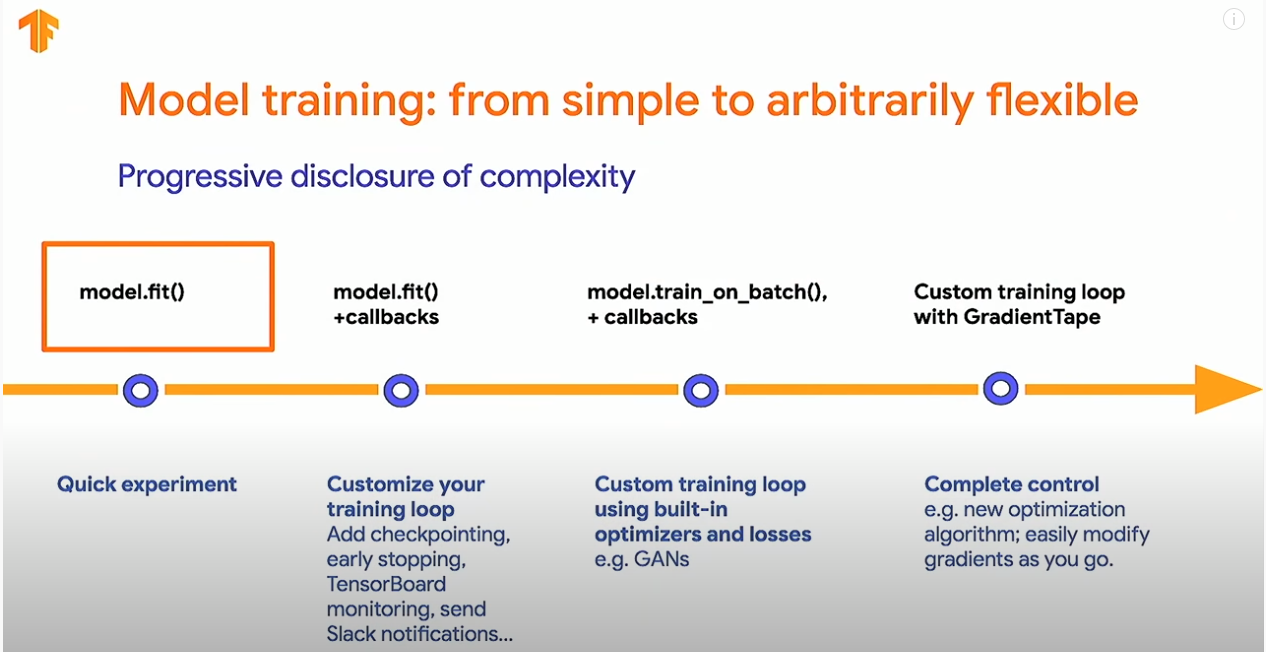 Model training: from simple to arbitrarily flexible
Progressive disclosure of complexity
model.fit()
model.fit()
+callbacks
model.train_on_batch(),
+ callbacks
Custom training loop
with GradientTape
Quick experiment
Customize your
training loop
Add checkpointing,
early stopping,
TensorBoard
monitoring, send
Slack notifications...
Custom training loop
using built-in
optimizers and losses
e.g. GANs
Complete control
e.g. new optimization
algorithm; easily modify
gradients as you go.